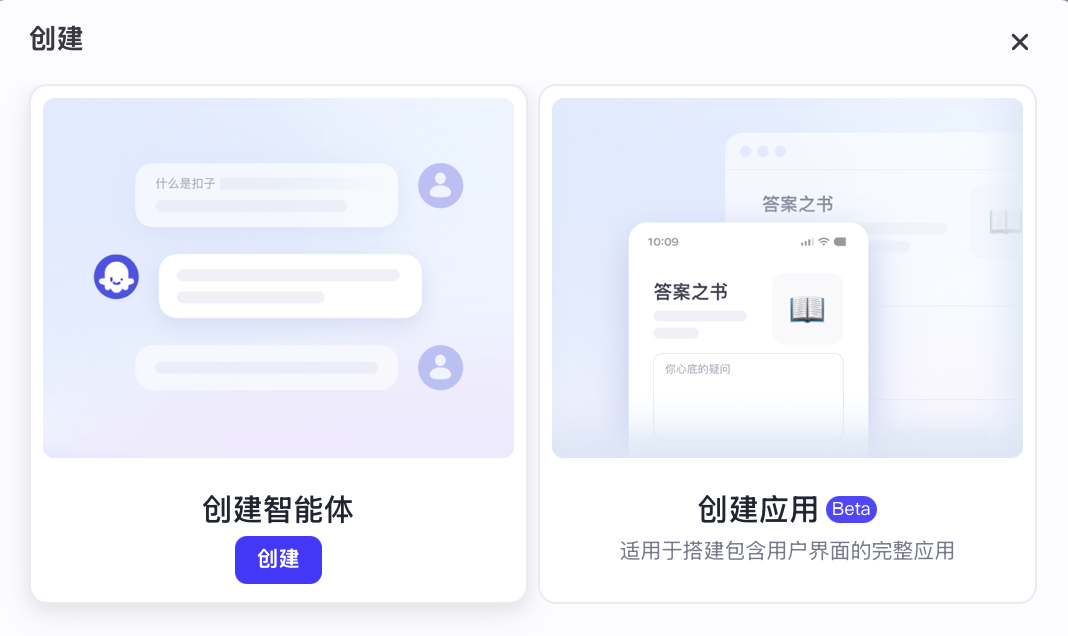 创建
什么是扣子
答案之书
10:09
答案之书
你心底的疑问
创建智能体
创建
创建应用 Beta
适用于搭建包含用户界面的完整应用